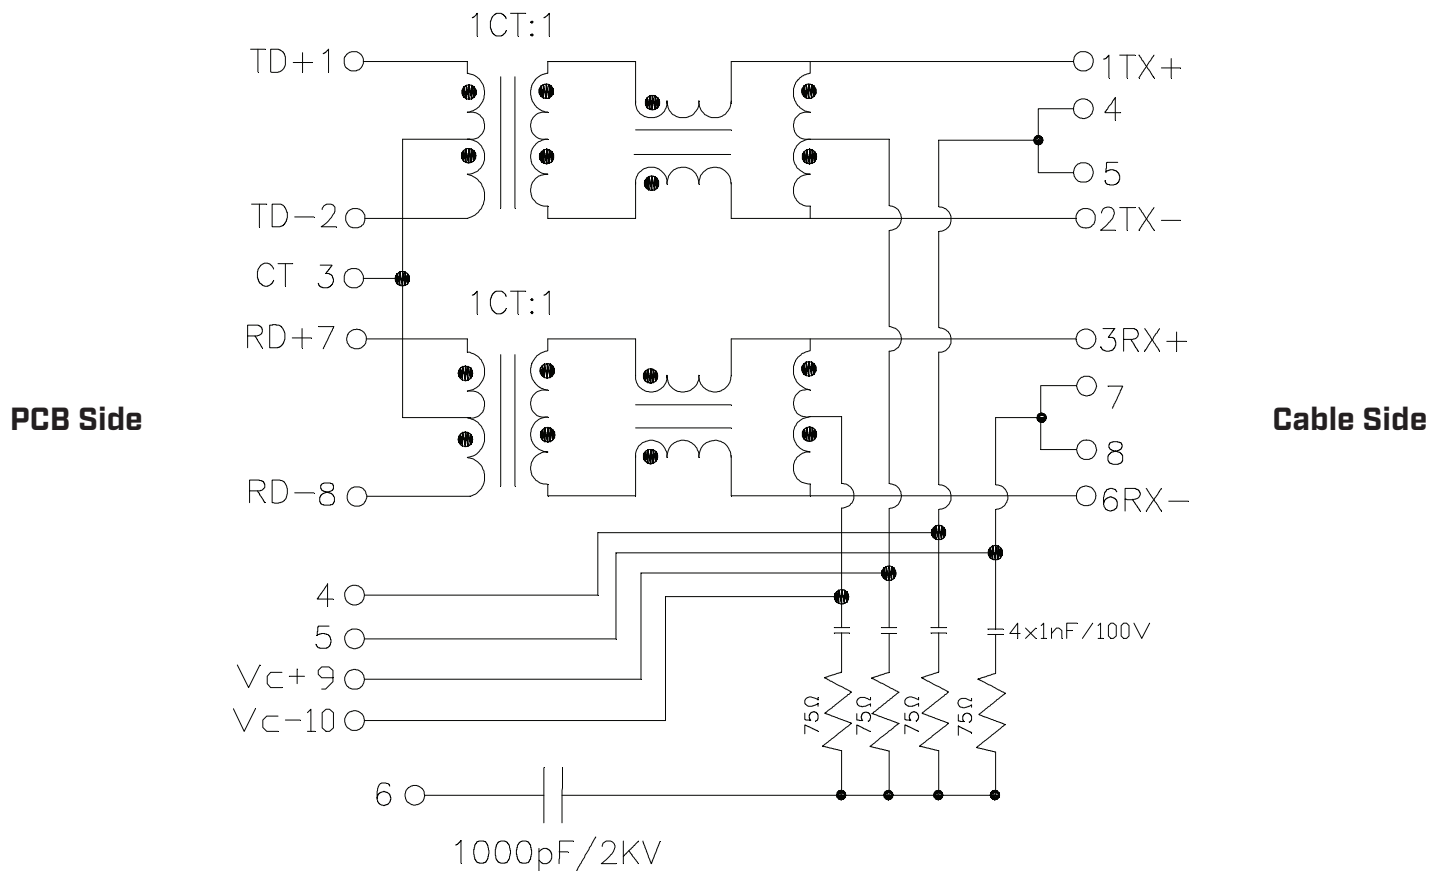 1CT:1
TD+1
1TX+
4
5
TD-2
2TX-
CT 3
1CT:1
RD+7
3RX+
7
PCB Side
Cable Side
8
RD-8
6RX-
4
5
4x1nF/100V
Vc+9
Vc-10
75Ω
75Ω
75Ω
75Ω
6
1000pF/2KV